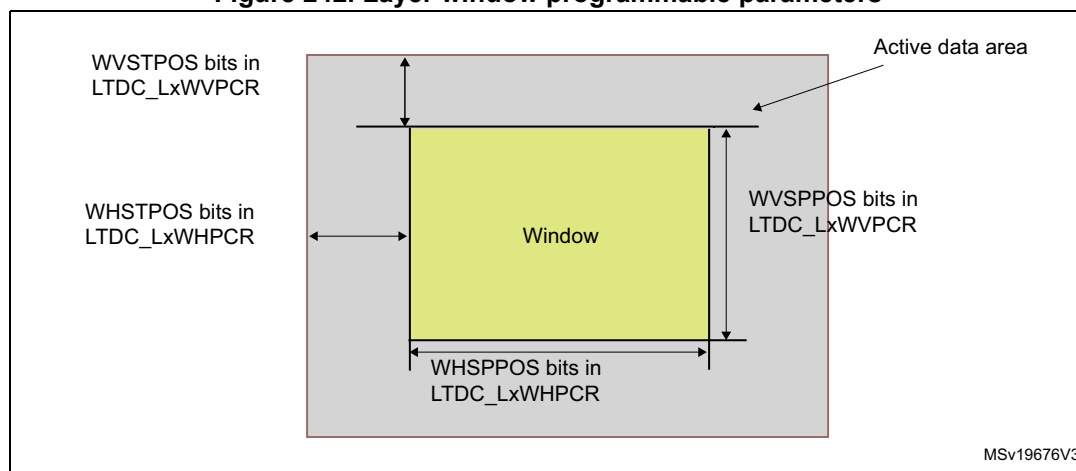 Figure 242. Layer window programmable parameters
WVSTPOS bits in
LTDC_LxWVPCR
Active data area
WHSTPOS bits in
LTDC_LxWHPCR
Window
WVSPPOS bits in
LTDC_LxWVPCR
WHSPPOS bits in
LTDC_LxWHPCR
MSv19676V3